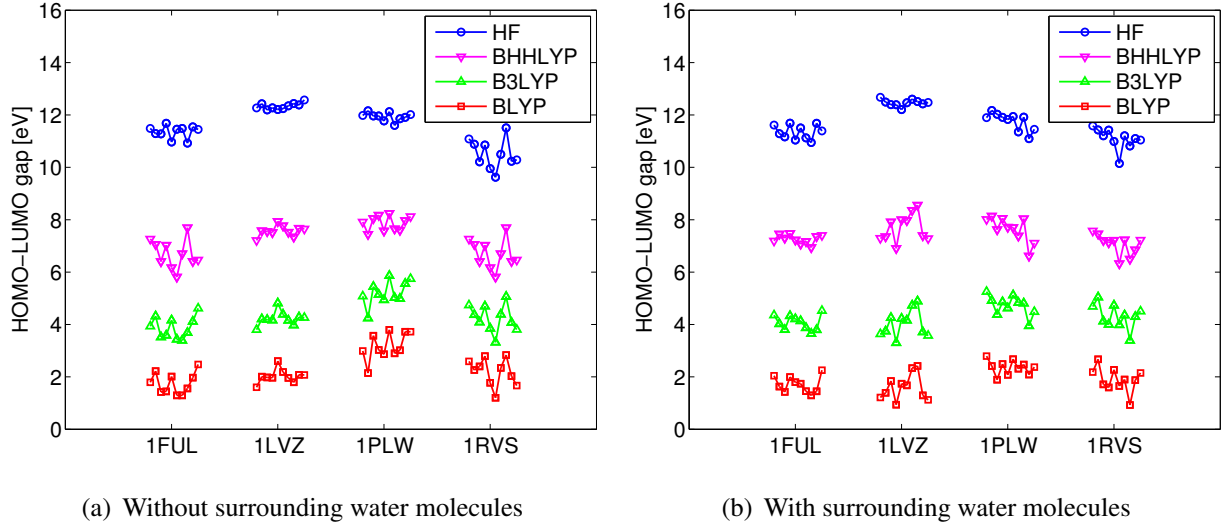 16
14
12
10
8
6
4
2
0
HOMO−LUMO gap [eV]
1FUL 1LVZ 1PLW 1RVS
HF
BHHLYP
B3LYP
BLYP
(a) Without surrounding water molecules
16
14
12
10
8
6
4
2
0
HOMO−LUMO gap [eV]
1FUL 1LVZ 1PLW 1RVS
HF
BHHLYP
B3LYP
BLYP
(b) With surrounding water molecules